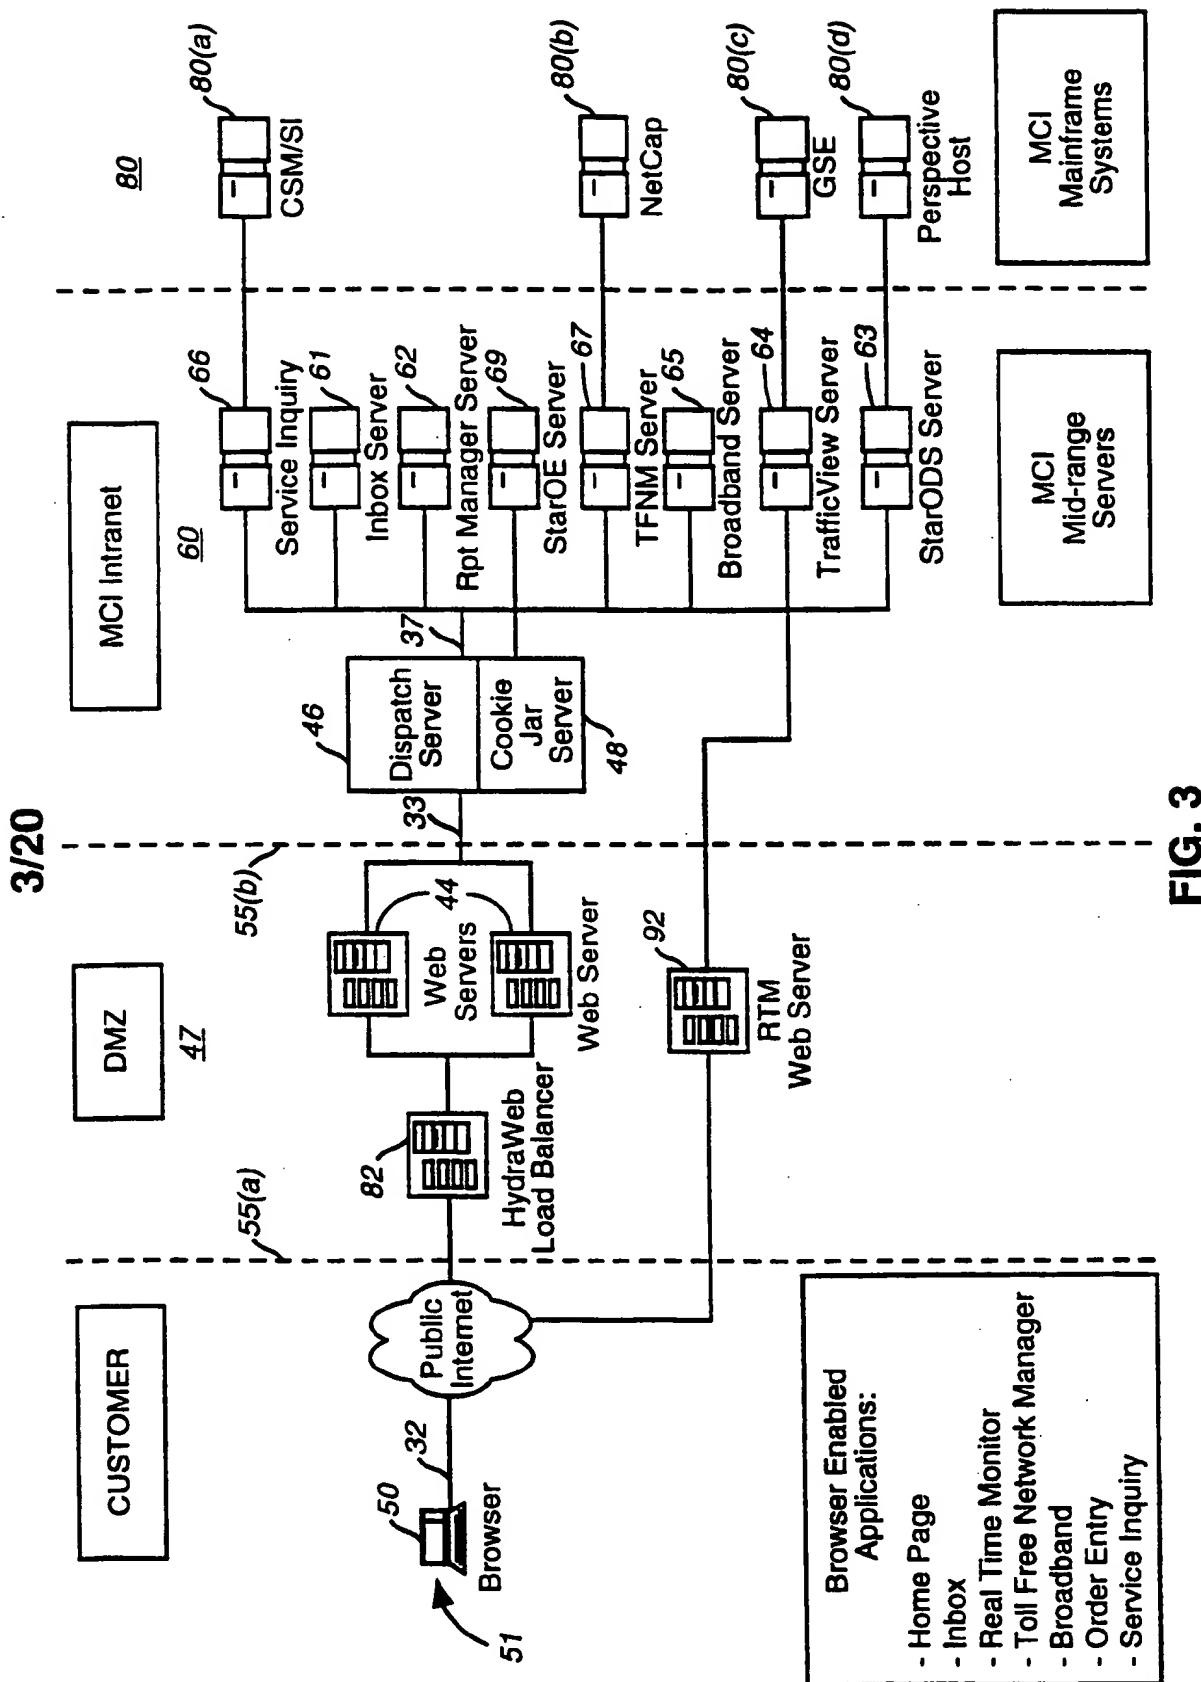 3/20
CUSTOMER
DMZ
47
MCI Intranet
60
80
55(a)
55(b)
51
50
Browser
32
Public
Internet
82
HydraWeb
Load Balancer
44
Web
Servers
Web Server
92
RTM
Web Server
33
46
Dispatch
Server
Cookie
Jar
Server
48
37
66
Service Inquiry
61
Inbox Server
62
Rpt Manager Server
69
StarOE Server
67
TFNM Server
65
Broadband Server
64
TrafficView Server
63
StarODS Server
80(a)
CSM/SI
80(b)
NetCap
80(c)
GSE
80(d)
Perspective
Host
Browser Enabled
Applications:
- Home Page
- Inbox
- Real Time Monitor
- Toll Free Network Manager
- Broadband
- Order Entry
- Service Inquiry
MCI
Mid-range
Servers
MCI
Mainframe
Systems
FIG. 3